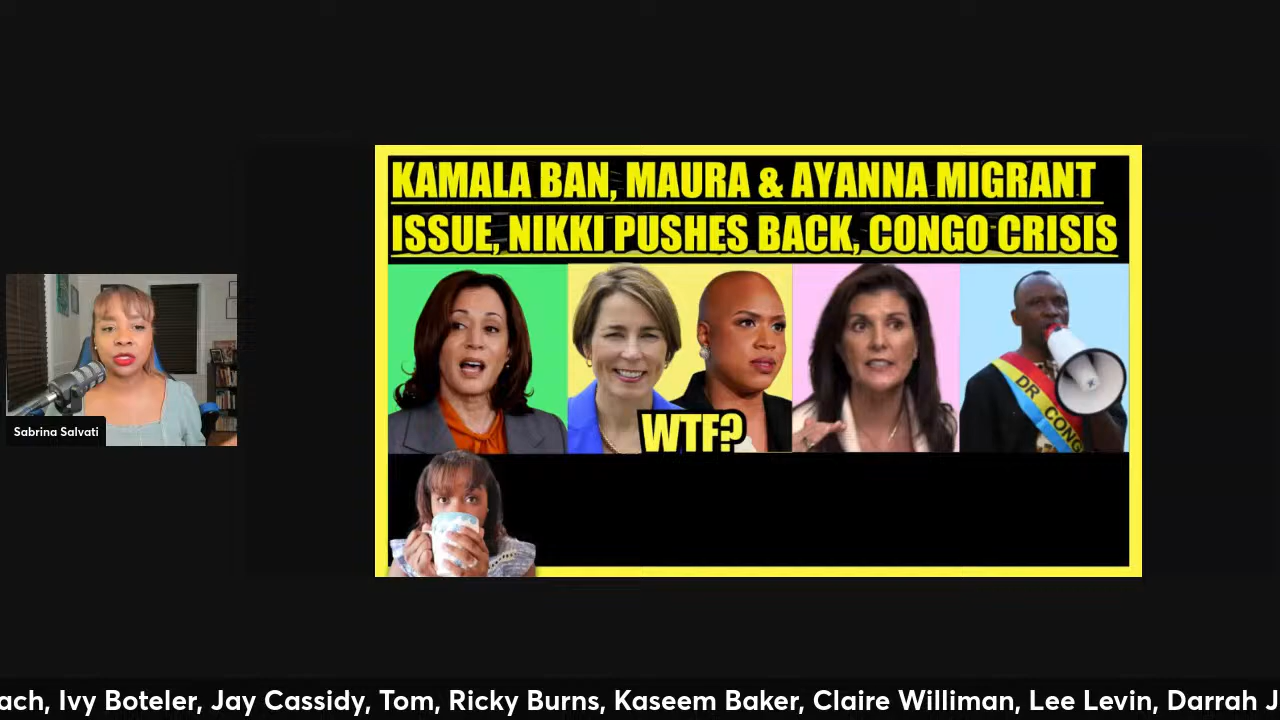 KAMALA BAN, MAURA & AYANNA MIGRANT
ISSUE, NIKKI PUSHES BACK, CONGO CRISIS
DR CONG
WTF?
Sabrina Salvati
ach, Ivy Boteler, Jay Cassidy, Tom, Ricky Burns, Kaseem Baker, Claire Williman, Lee Levin, Darrah J